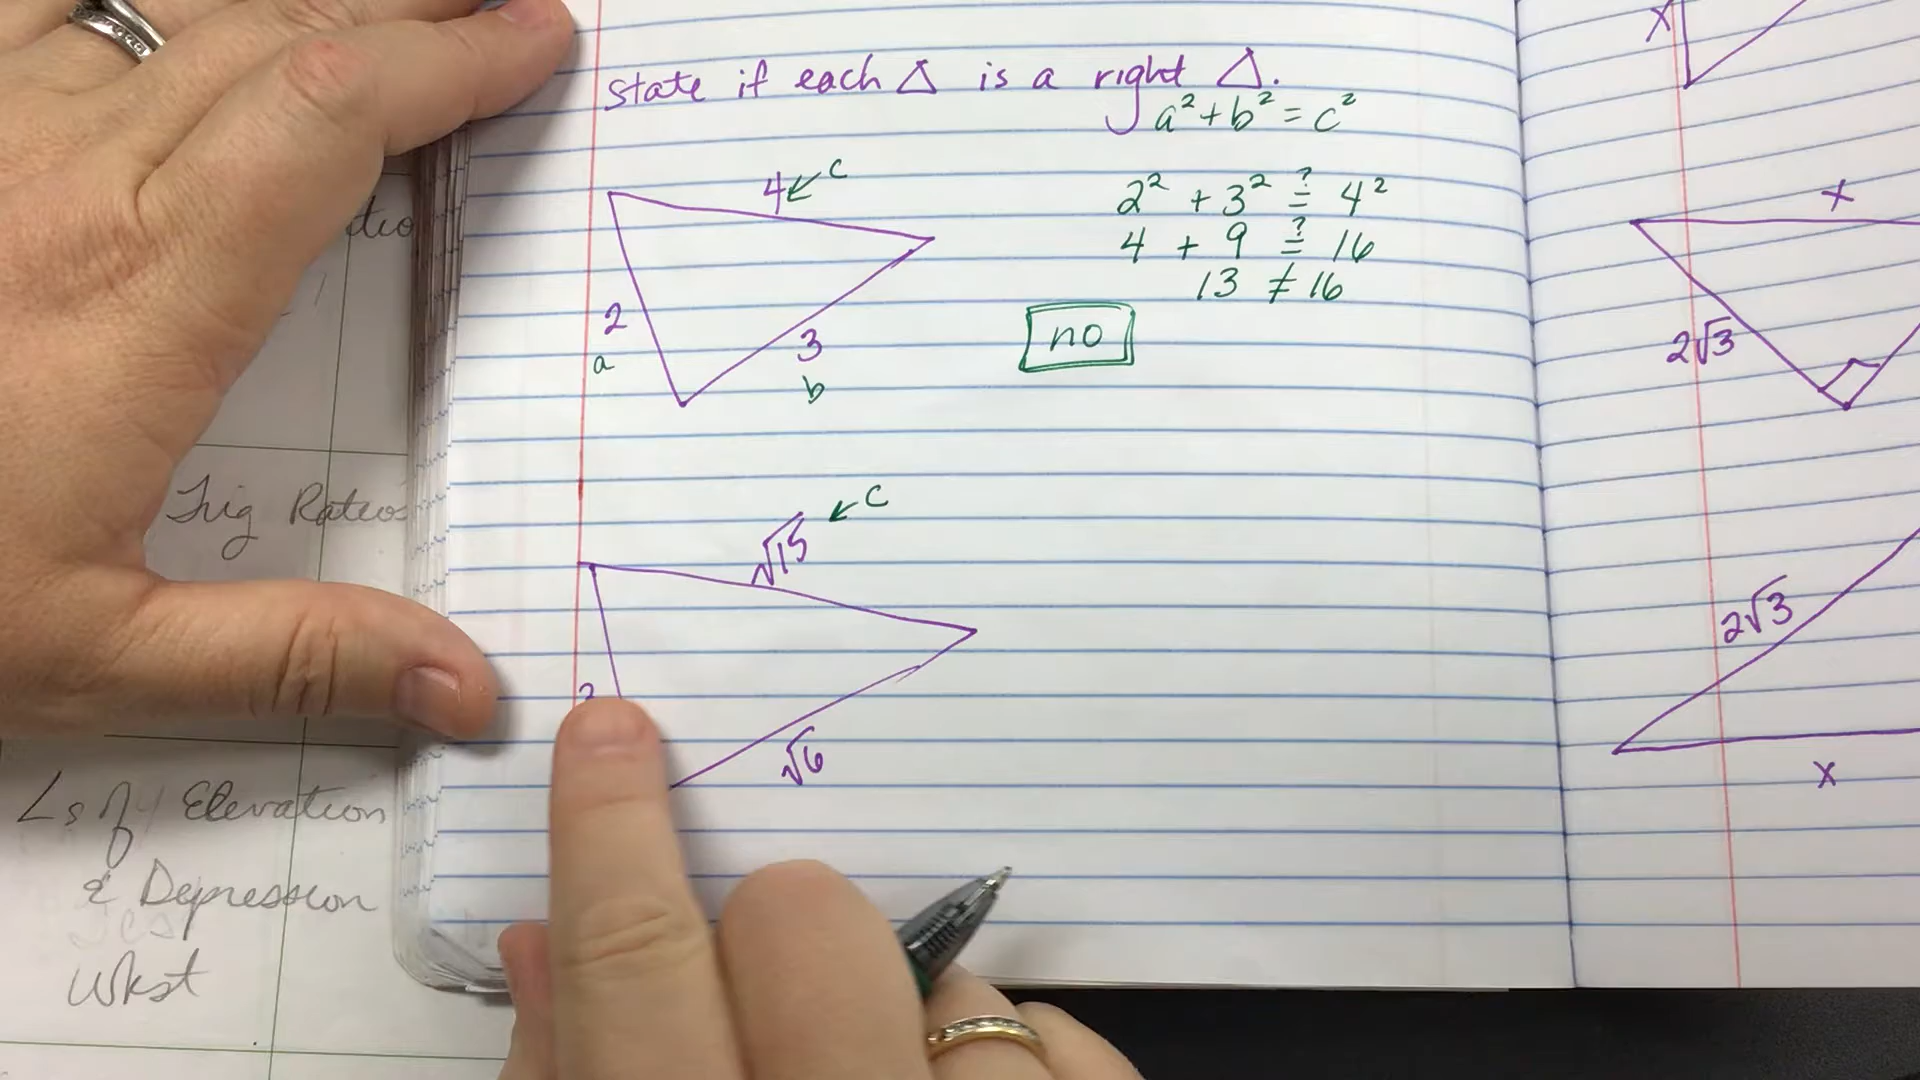 state if each △ is a right △.
a² + b² = c²
4 ← c
2² + 3² ≟ 4²
4 + 9 ≟ 16
13 ≠ 16
2
a
3
b
no
√15 ← c
√6
x
x
2√3
2√3
x
Trig Ratios
∠s of Elevation
& Depression
Wkst